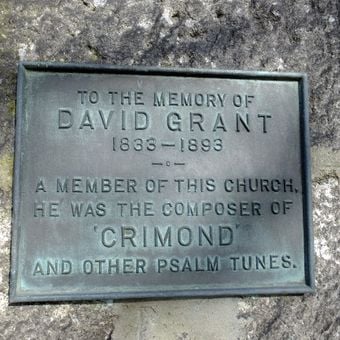 TO THE MEMORY OF
DAVID GRANT
1833—1893
—o—
A MEMBER OF THIS CHURCH,
HE WAS THE COMPOSER OF
'CRIMOND'
AND OTHER PSALM TUNES.